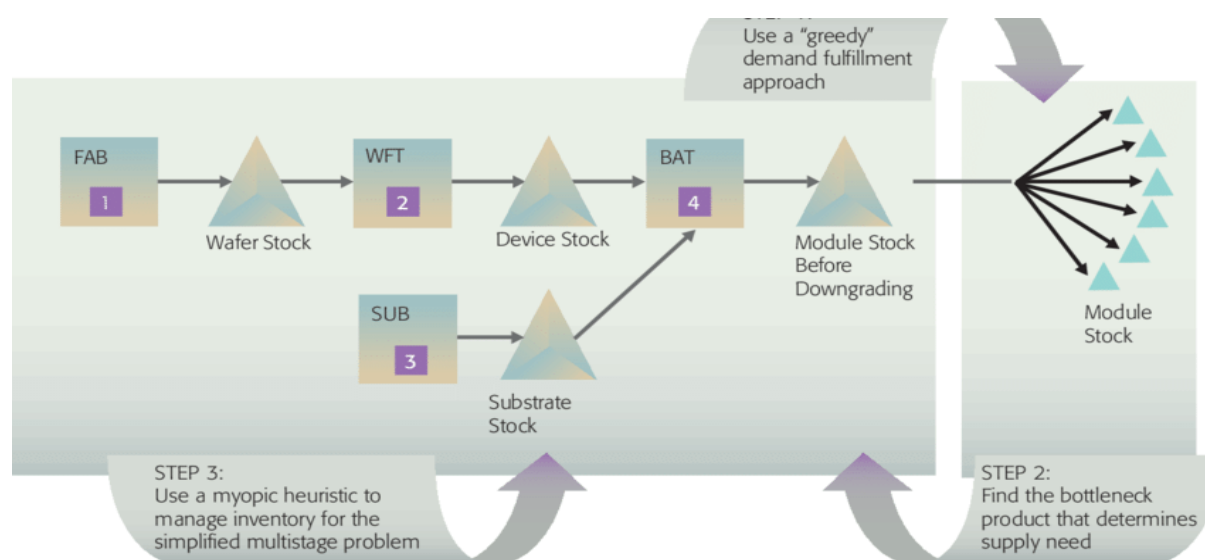 Use a “greedy”
demand fulfillment
approach
FAB
1
WFT
2
BAT
4
Wafer Stock
Device Stock
Module Stock
Before
Downgrading
SUB
3
Substrate
Stock
Module
Stock
STEP 3:
Use a myopic heuristic to
manage inventory for the
simplified multistage problem
STEP 2:
Find the bottleneck
product that determines
supply need